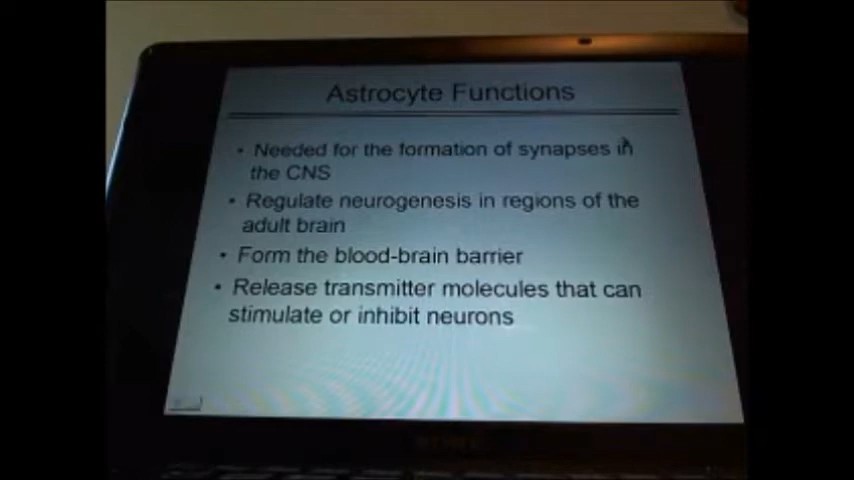 Astrocyte Functions
• Needed for the formation of synapses in
the CNS
• Regulate neurogenesis in regions of the
adult brain
• Form the blood-brain barrier
• Release transmitter molecules that can
stimulate or inhibit neurons